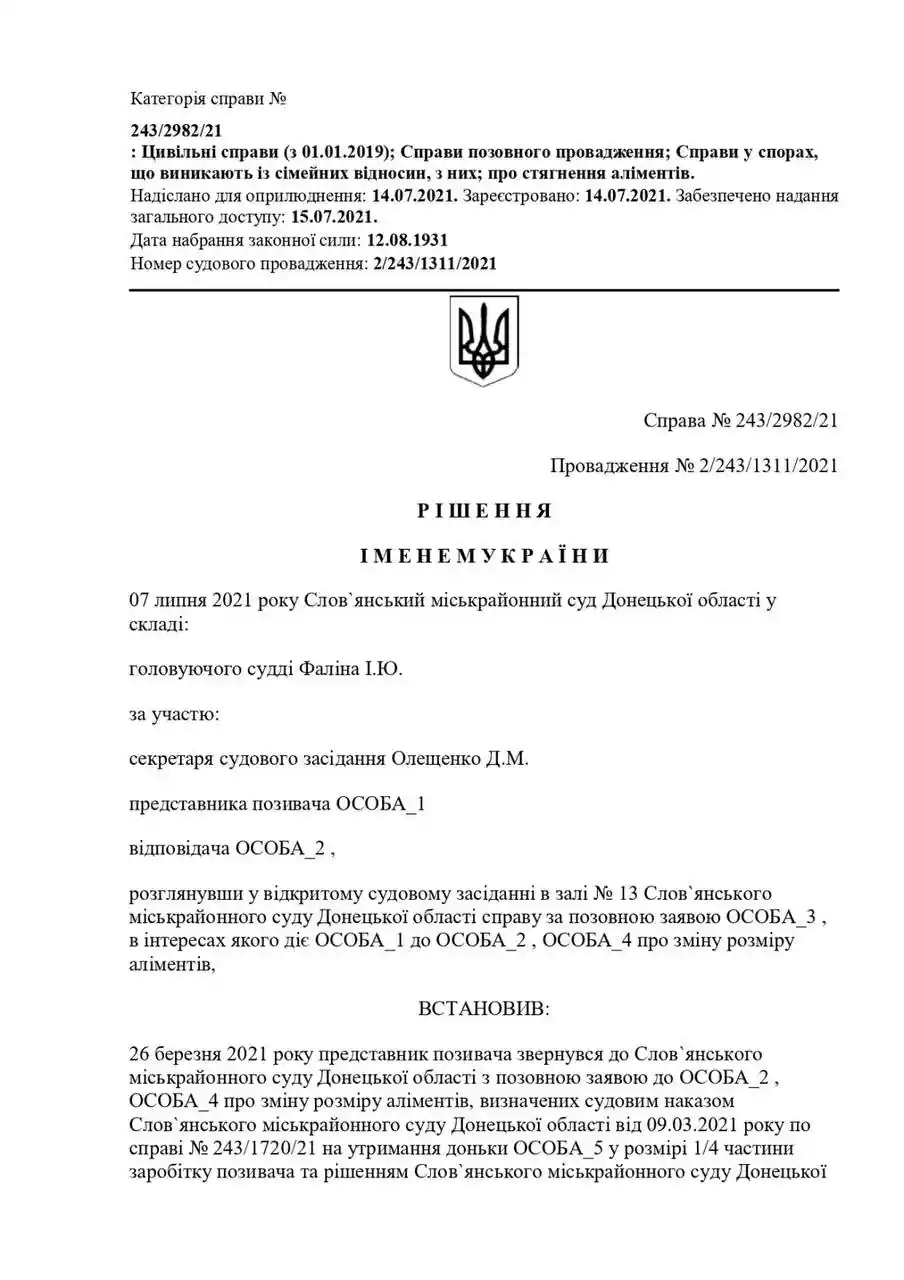 Категорія справи №
243/2982/21
: Цивільні справи (з 01.01.2019); Справи позовного провадження; Справи у спорах,
що виникають із сімейних відносин, з них; про стягнення аліментів.
Надіслано для оприлюднення: 14.07.2021. Зареєстровано: 14.07.2021. Забезпечено надання
загального доступу: 15.07.2021.
Дата набрання законної сили: 12.08.1931
Номер судового провадження: 2/243/1311/2021
Справа № 243/2982/21
Провадження № 2/243/1311/2021
Р І Ш Е Н Н Я
І М Е Н Е М У К Р А Ї Н И
07 липня 2021 року Слов`янський міськрайонний суд Донецької області у
складі:
головуючого судді Фаліна І.Ю.
за участю:
секретаря судового засідання Олещенко Д.М.
представника позивача ОСОБА_1
відповідача ОСОБА_2 ,
розглянувши у відкритому судовому засіданні в залі № 13 Слов`янського
міськрайонного суду Донецької області справу за позовною заявою ОСОБА_3 ,
в інтересах якого діє ОСОБА_1 до ОСОБА_2 , ОСОБА_4 про зміну розміру
аліментів,
ВСТАНОВИВ:
26 березня 2021 року представник позивача звернувся до Слов`янського
міськрайонного суду Донецької області з позовною заявою до ОСОБА_2 ,
ОСОБА_4 про зміну розміру аліментів, визначених судовим наказом
Слов`янського міськрайонного суду Донецької області від 09.03.2021 року по
справі № 243/1720/21 на утримання доньки ОСОБА_5 у розмірі 1/4 частини
заробітку позивача та рішенням Слов`янського міськрайонного суду Донецької